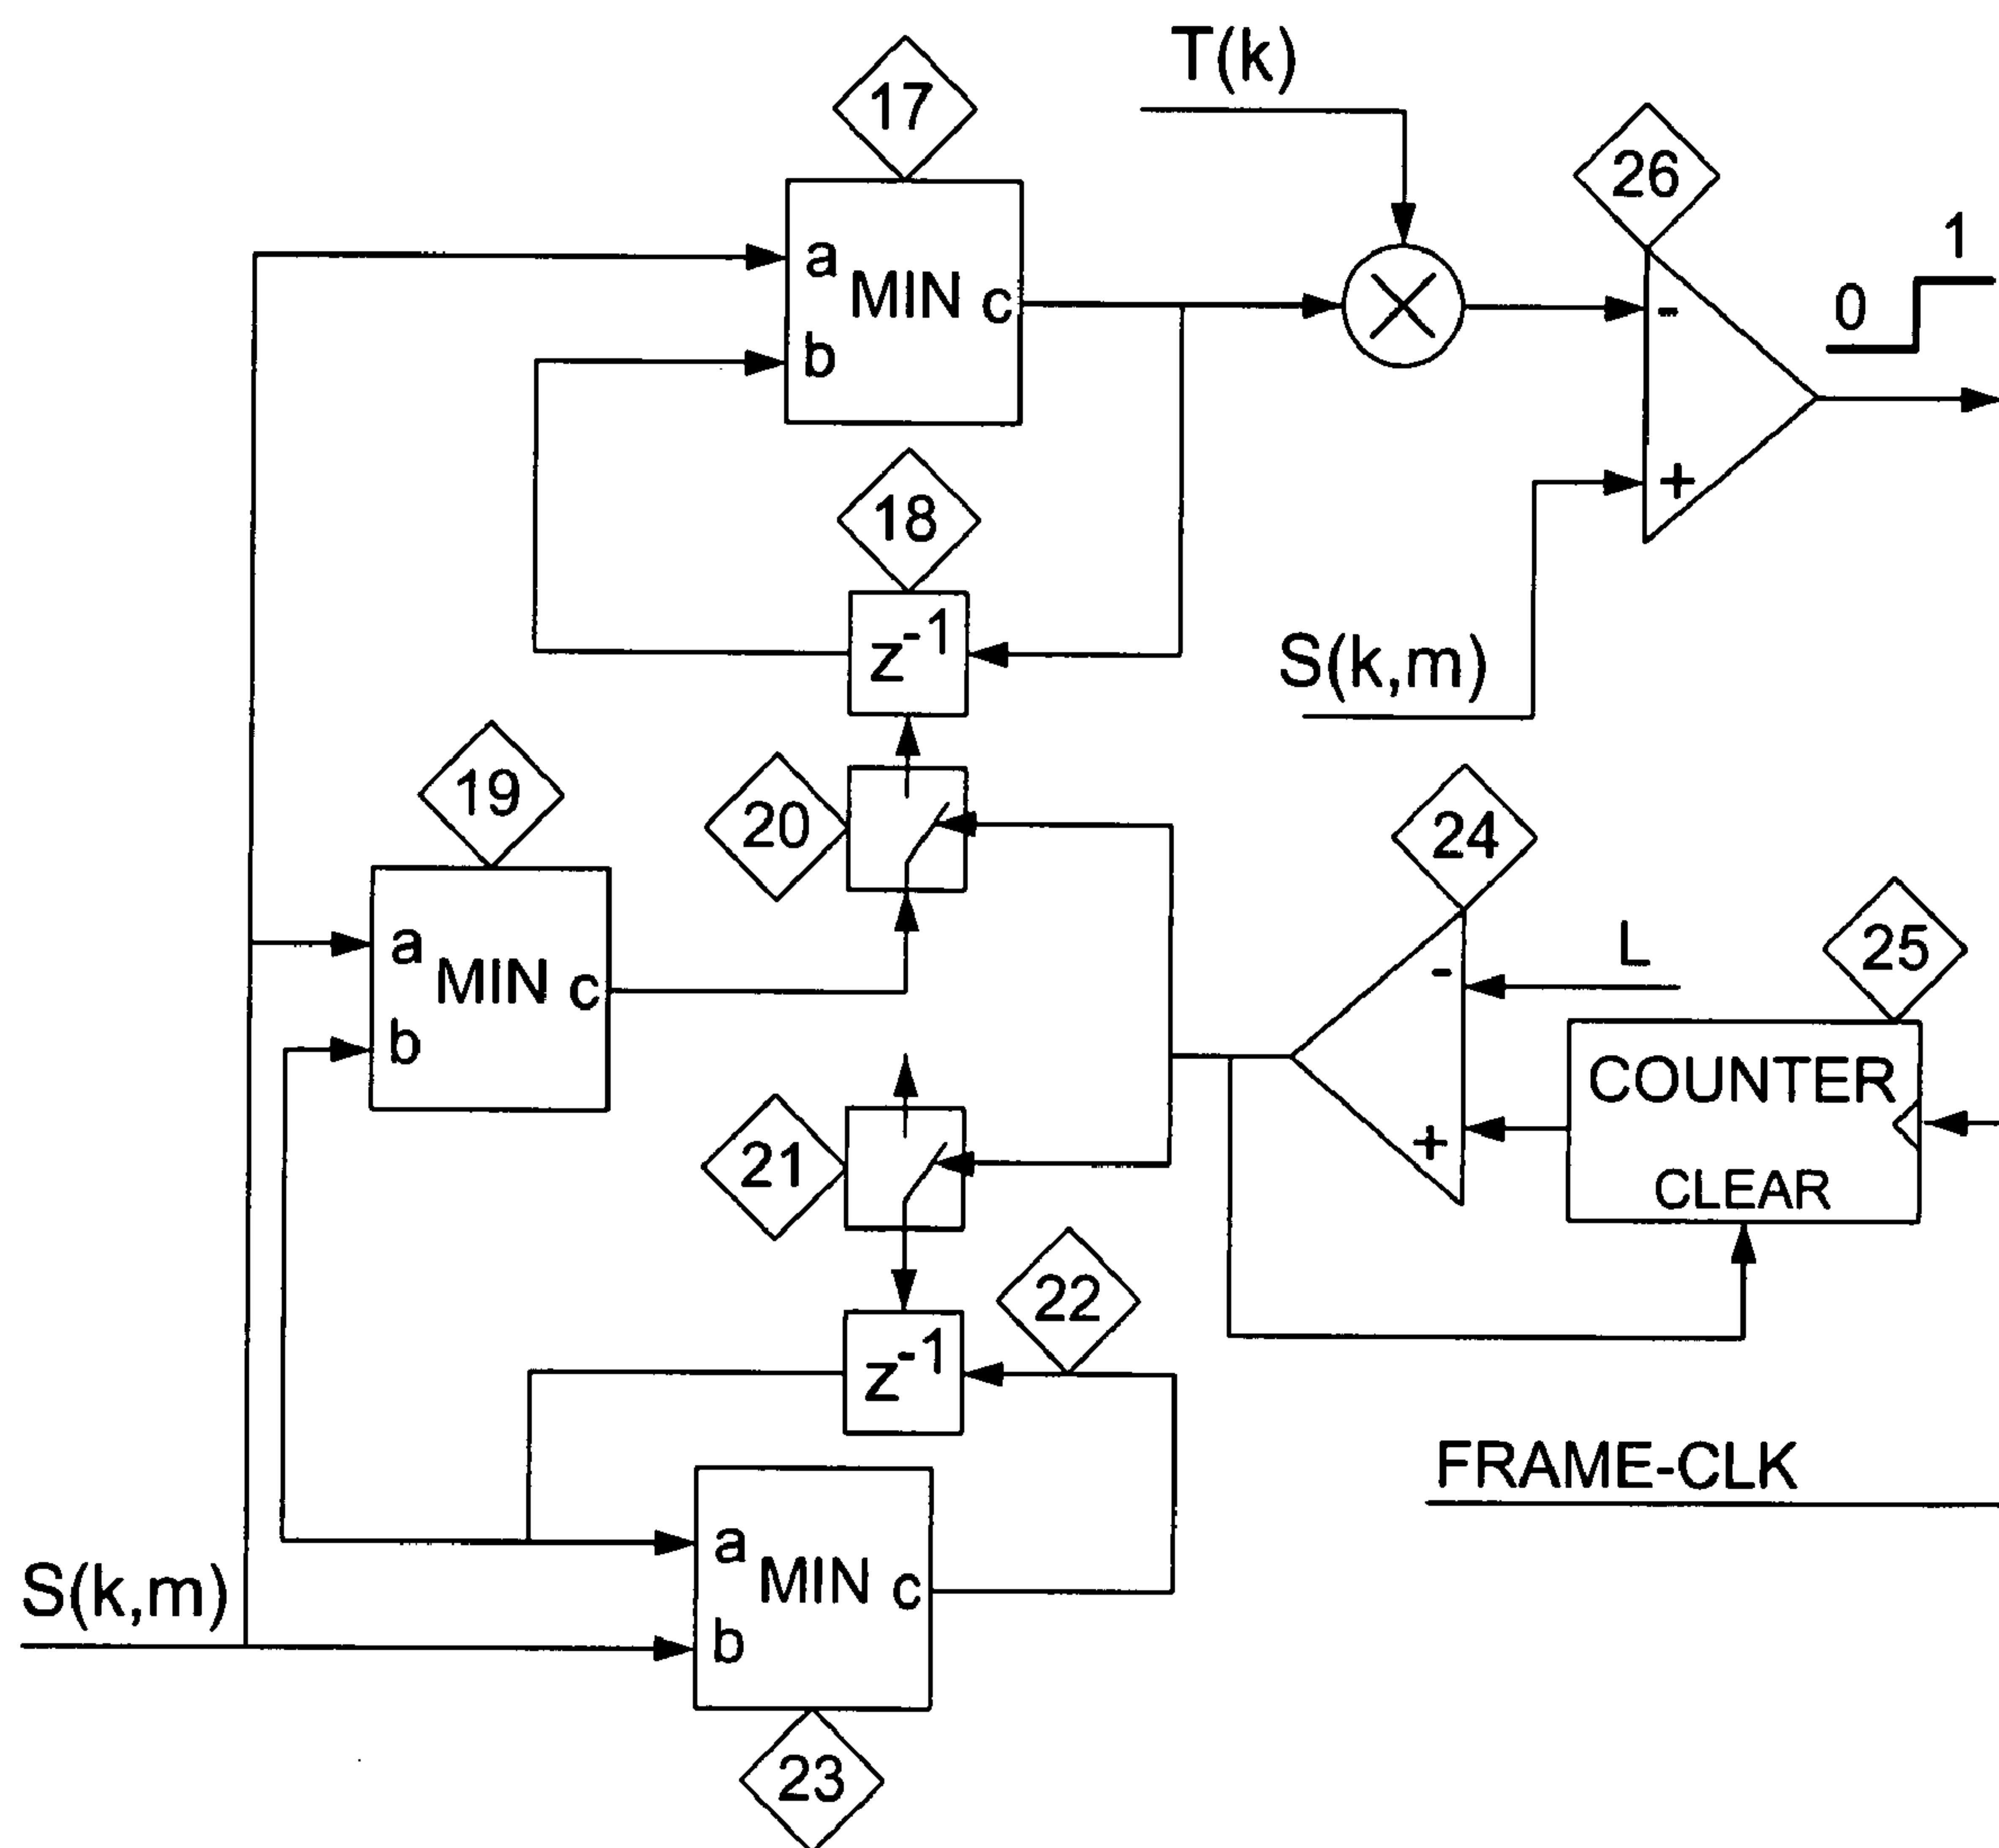 17
T(k)
26
1
0
a
MIN
c
b
-
+
18
z⁻¹
S(k,m)
19
20
24
a
MIN
c
b
-
L
25
COUNTER
+
CLEAR
21
22
z⁻¹
FRAME-CLK
a
MIN
c
b
S(k,m)
23